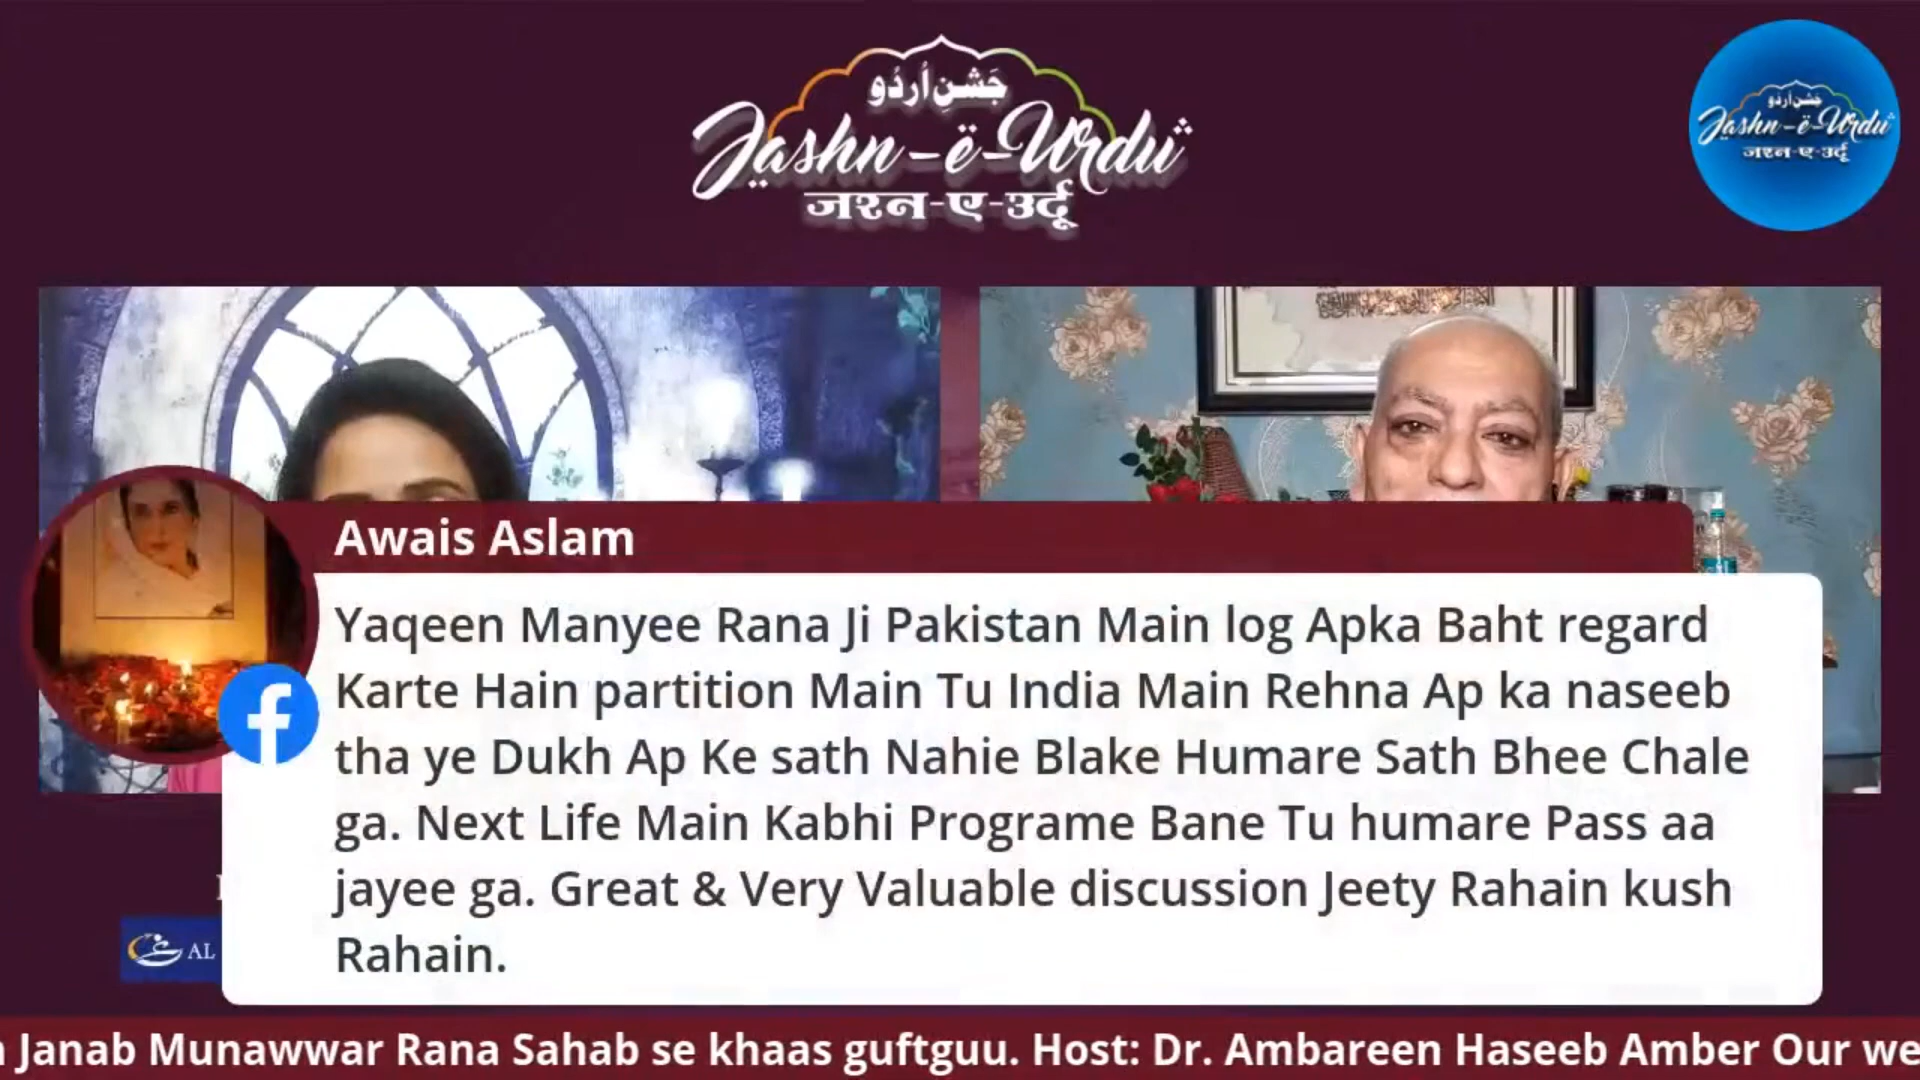 جَشنِ اُردُو
Jashn-ë-Urdu
जश्न-ए-उर्दू
جَشنِ اُردُو
Jashn-ë-Urdu
जश्न-ए-उर्दू
Awais Aslam
Yaqeen Manyee Rana Ji Pakistan Main log Apka Baht regard
Karte Hain partition Main Tu India Main Rehna Ap ka naseeb
tha ye Dukh Ap Ke sath Nahie Blake Humare Sath Bhee Chale
ga. Next Life Main Kabhi Programe Bane Tu humare Pass aa
jayee ga. Great & Very Valuable discussion Jeety Rahain kush
Rahain.
AL
Janab Munawwar Rana Sahab se khaas guftguu. Host: Dr. Ambareen Haseeb Amber Our we